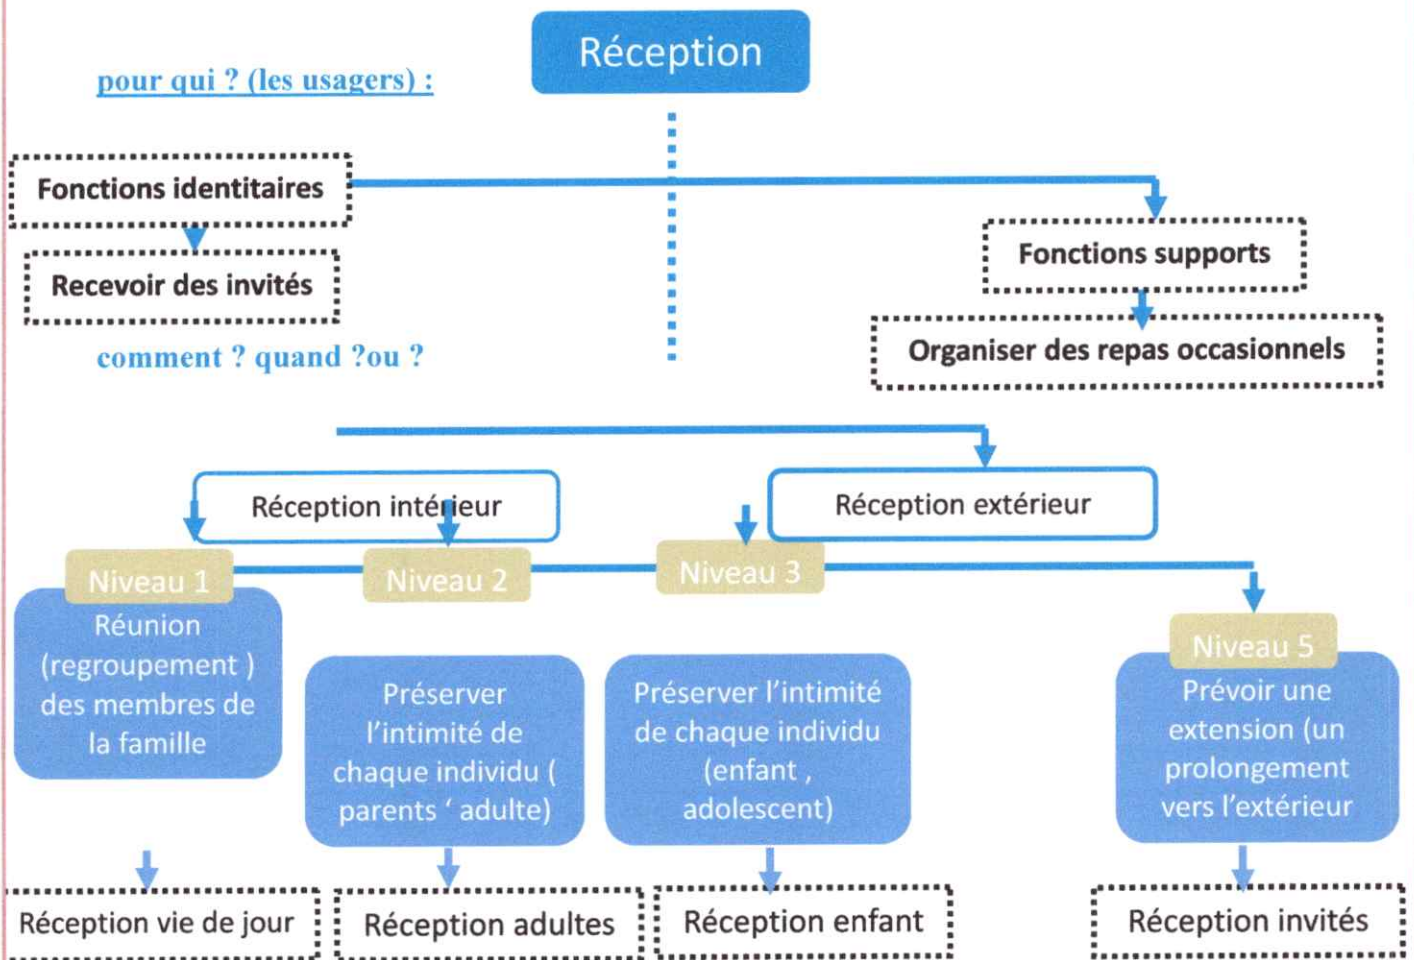 Réception
pour qui ? (les usagers) :
Fonctions identitaires
Fonctions supports
Recevoir des invités
Organiser des repas occasionnels
comment ? quand ?ou ?
Réception intérieur
Réception extérieur
Niveau 1
Niveau 2
Niveau 3
Niveau 5
Réunion
(regroupement )
des membres de
la famille
Préserver
l’intimité de
chaque individu (
parents ‘ adulte)
Préserver l’intimité
de chaque individu
(enfant ,
adolescent)
Prévoir une
extension (un
prolongement
vers l’extérieur
Réception vie de jour
Réception adultes
Réception enfant
Réception invités